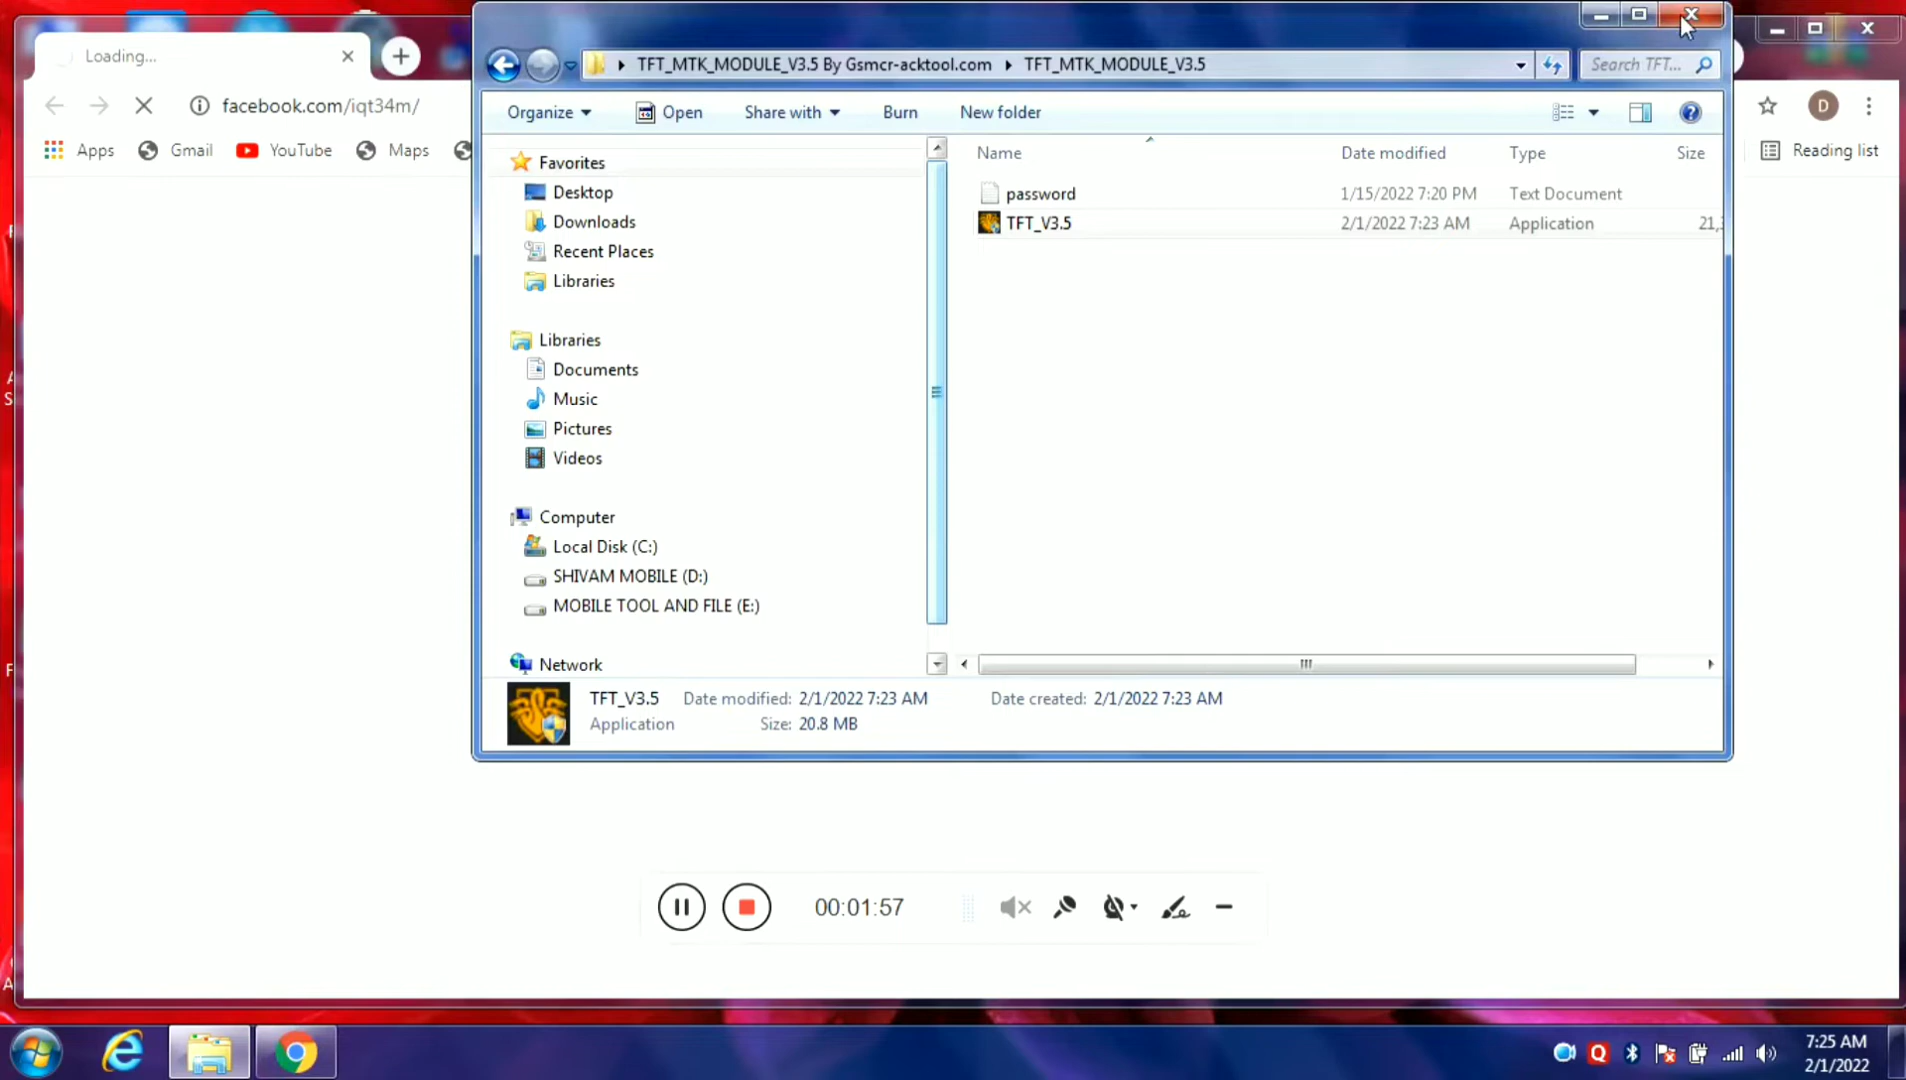 Loading...
facebook.com/iqt34m/
Apps
Gmail
YouTube
Maps
D
Reading list
TFT_MTK_MODULE_V3.5 By Gsmcr-acktool.com
TFT_MTK_MODULE_V3.5
Search TFT...
Organize
Open
Share with
Burn
New folder
Favorites
Desktop
Downloads
Recent Places
Libraries
Libraries
Documents
Music
Pictures
Videos
Computer
Local Disk (C:)
SHIVAM MOBILE (D:)
MOBILE TOOL AND FILE (E:)
Network
Name Date modified Type Size
password 1/15/2022 7:20 PM Text Document
TFT_V3.5 2/1/2022 7:23 AM Application 21,
TFT_V3.5 Date modified: 2/1/2022 7:23 AM Date created: 2/1/2022 7:23 AM
Application Size: 20.8 MB
00:01:57
7:25 AM
2/1/2022